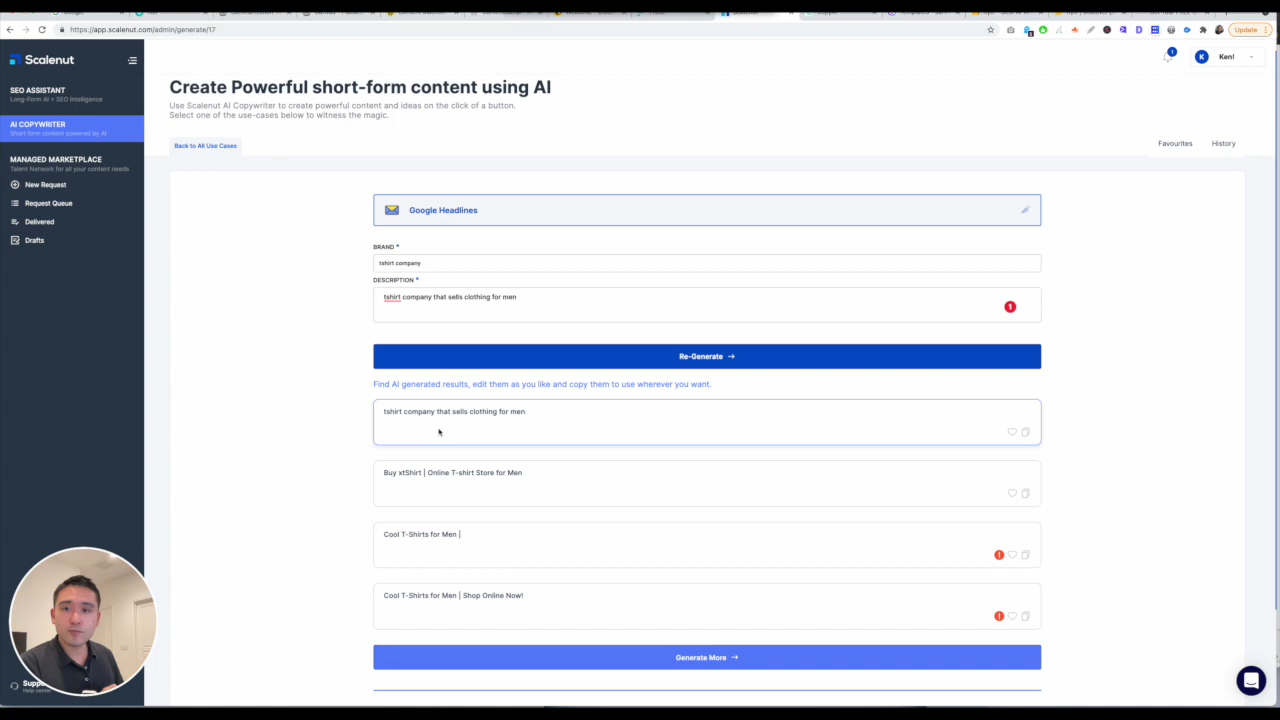 https://app.scalenut.com/admin/generate/17
Update
Scalenut
SEO ASSISTANT
Long-Form AI + SEO Intelligence
AI COPYWRITER
Short form content powered by AI
MANAGED MARKETPLACE
Talent Network for all your content needs
New Request
Request Queue
Delivered
Drafts
Help center
1
K
Ken!
Create Powerful short-form content using AI
Use Scalenut AI Copywriter to create powerful content and ideas on the click of a button.
Select one of the use-cases below to witness the magic.
Back to All Use Cases
Favourites
History
Google Headlines
BRAND *
tshirt company
DESCRIPTION *
tshirt company that sells clothing for men
1
Re-Generate →
Find AI generated results, edit them as you like and copy them to use wherever you want.
tshirt company that sells clothing for men
Buy xtShirt | Online T-shirt Store for Men
Cool T-Shirts for Men |
Cool T-Shirts for Men | Shop Online Now!
Generate More →